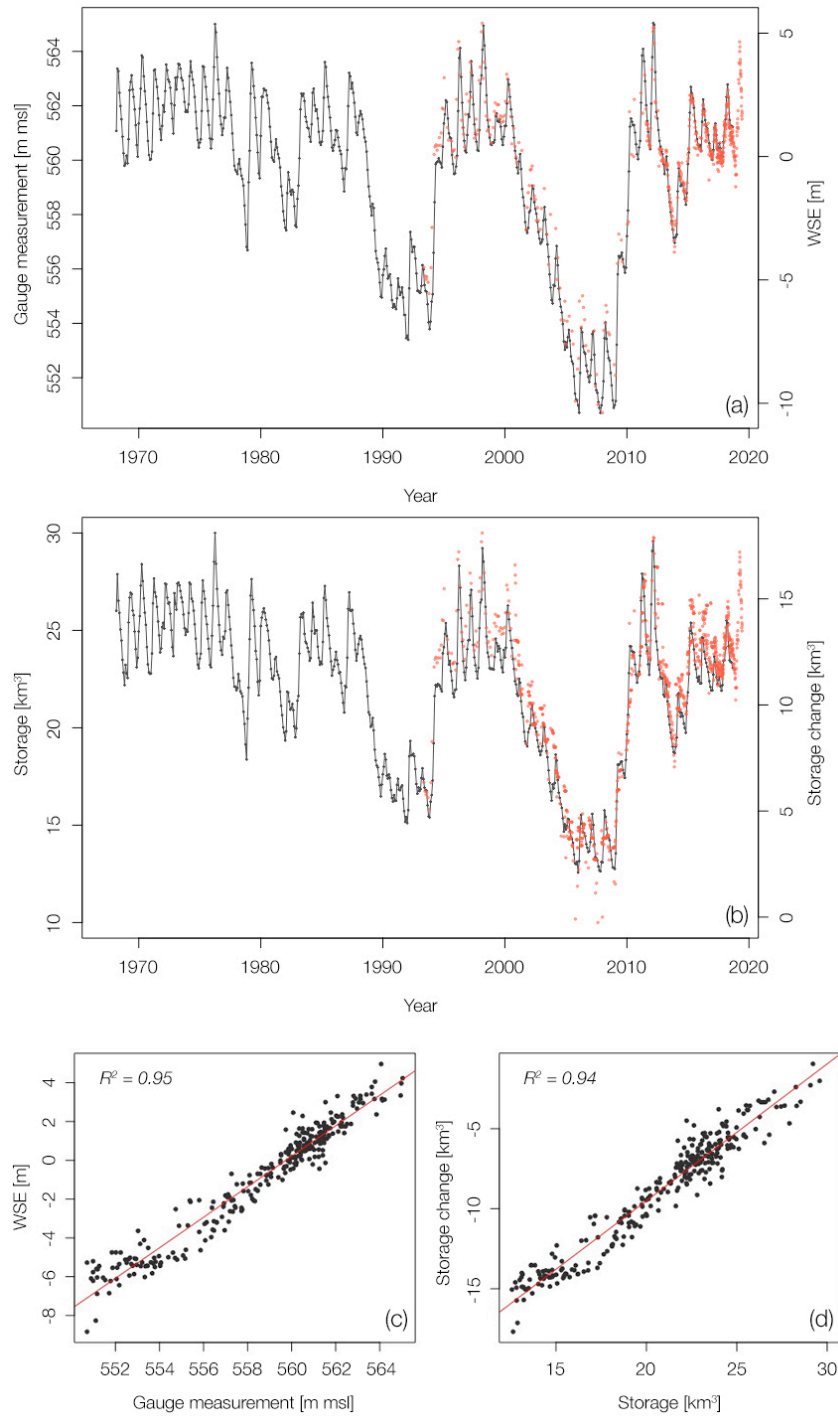 564
562
560
558
556
554
552
Gauge measurement [m msl]
5
0
-5
-10
WSE [m]
(a)
1970 1980 1990 2000 2010 2020
Year
30
25
20
15
10
Storage [km³]
15
10
5
0
Storage change [km³]
(b)
1970 1980 1990 2000 2010 2020
Year
R² = 0.95
4
2
0
-2
-4
-6
-8
WSE [m]
(c)
552 554 556 558 560 562 564
Gauge measurement [m msl]
R² = 0.94
-5
-10
-15
Storage change [km³]
(d)
15 20 25 30
Storage [km³]